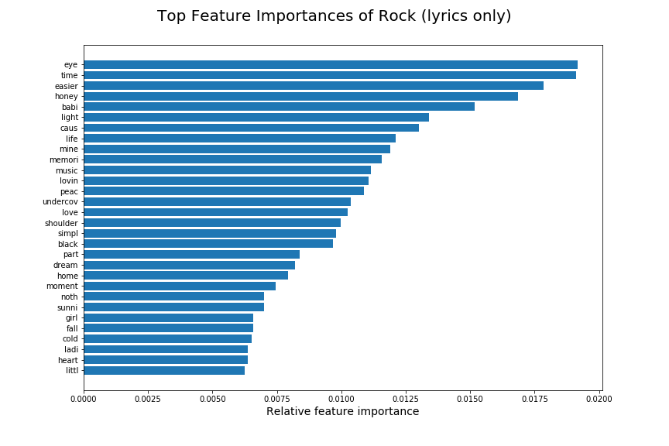 Top Feature Importances of Rock (lyrics only)
eye
time
easier
honey
babi
light
caus
life
mine
memori
music
lovin
peac
undercov
love
shoulder
simpl
black
part
dream
home
moment
noth
sunni
girl
fall
cold
ladi
heart
littl
0.0000 0.0025 0.0050 0.0075 0.0100 0.0125 0.0150 0.0175 0.0200
Relative feature importance